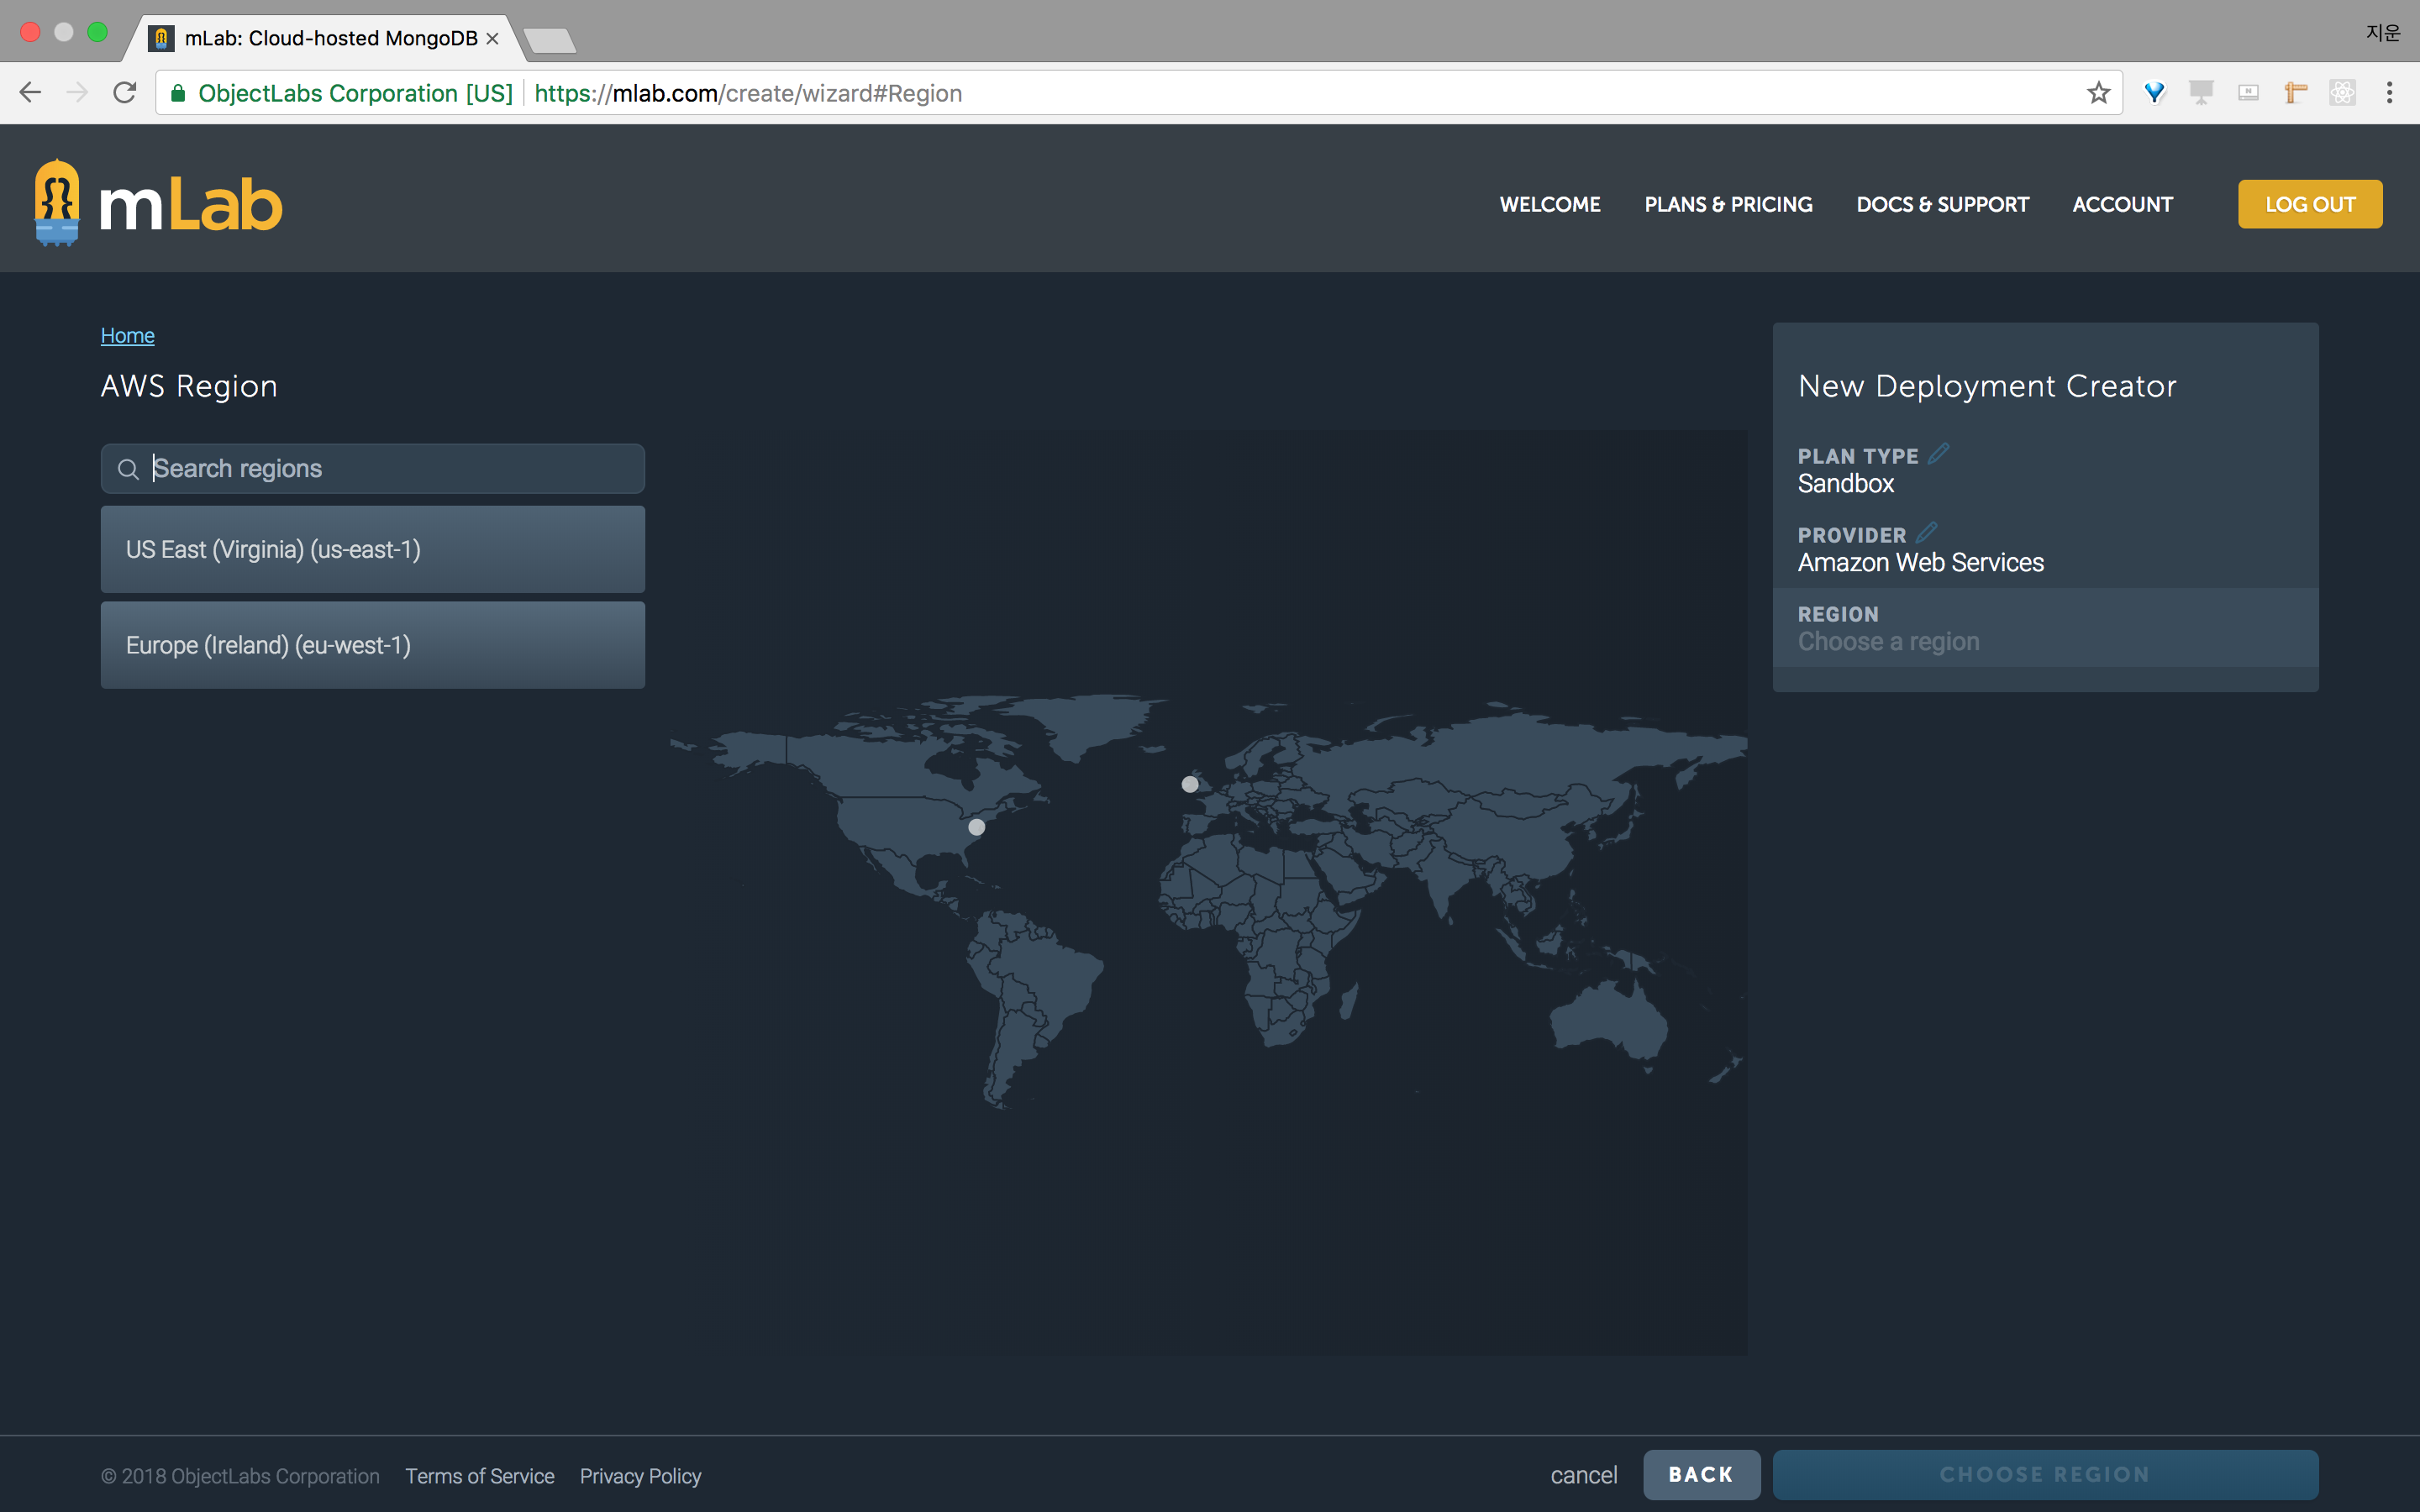 mLab: Cloud-hosted MongoDB
지운
ObjectLabs Corporation [US] https://mlab.com/create/wizard#Region
mLab
WELCOME PLANS & PRICING DOCS & SUPPORT ACCOUNT LOG OUT
Home
AWS Region
Search regions
US East (Virginia) (us-east-1)
Europe (Ireland) (eu-west-1)
New Deployment Creator
PLAN TYPE
Sandbox
PROVIDER
Amazon Web Services
REGION
Choose a region
© 2018 ObjectLabs Corporation Terms of Service Privacy Policy
cancel BACK CHOOSE REGION